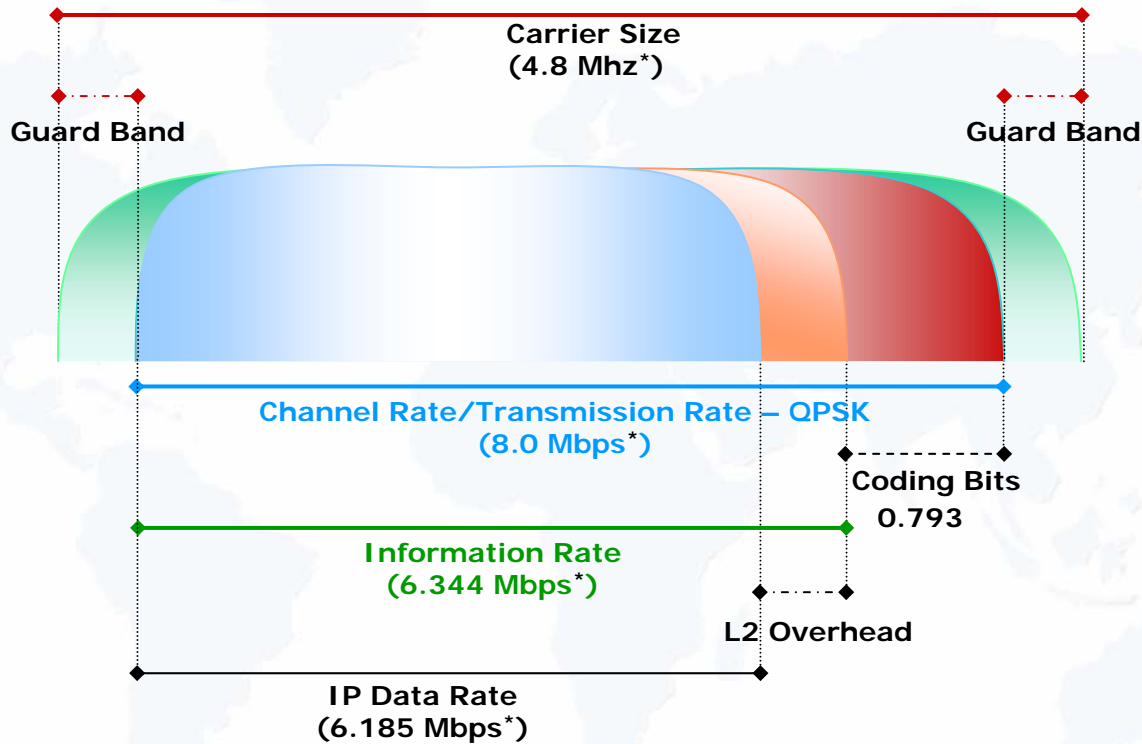 Carrier Size
(4.8 Mhz*)
Guard Band
Guard Band
Channel Rate/Transmission Rate – QPSK
(8.0 Mbps*)
Coding Bits
0.793
Information Rate
(6.344 Mbps*)
L2 Overhead
IP Data Rate
(6.185 Mbps*)